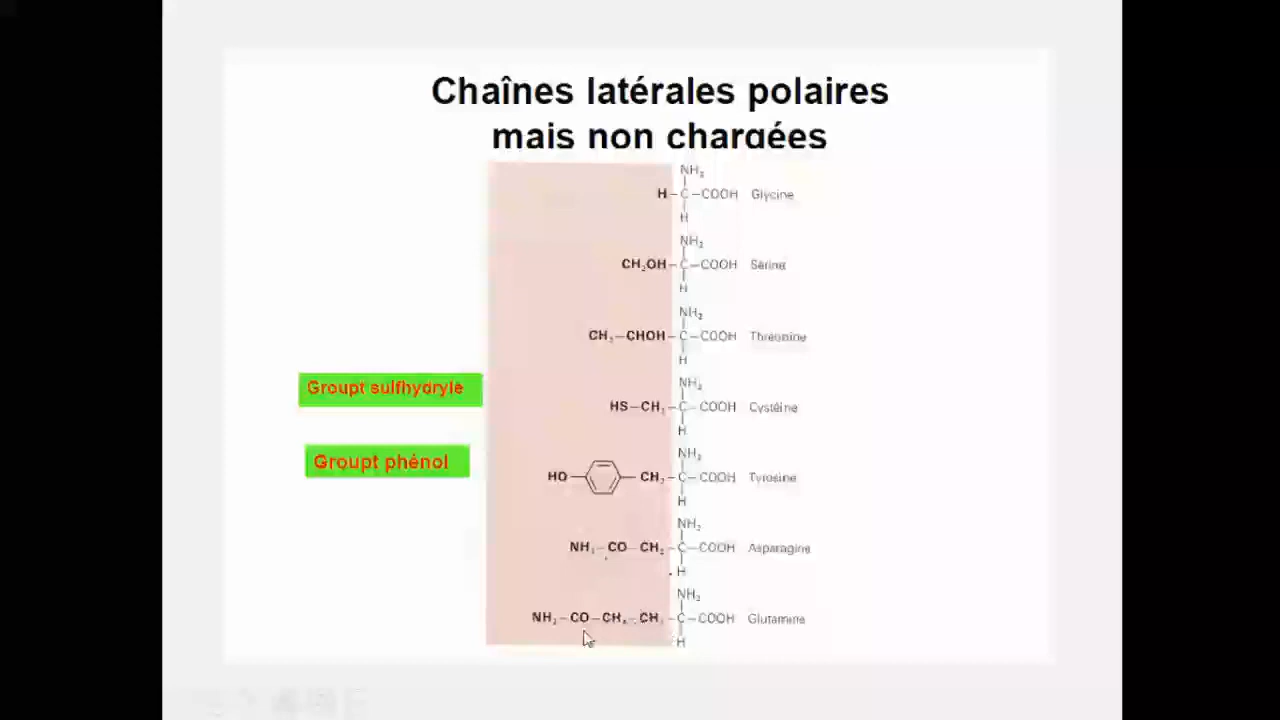 Chaînes latérales polaires
mais non chargées
NH2
H–C–COOH Glycine
H
NH2
CH2OH–C–COOH Sérine
H
NH2
CH3–CHOH–C–COOH Thréonine
H
Groupt sulfhydryle
NH2
HS–CH2–C–COOH Cystéine
H
Groupt phénol
NH2
HO– –CH2–C–COOH Tyrosine
H
NH2
NH2–CO–CH2–C–COOH Asparagine
H
NH2
NH2–CO–CH2–CH2–C–COOH Glutamine
H